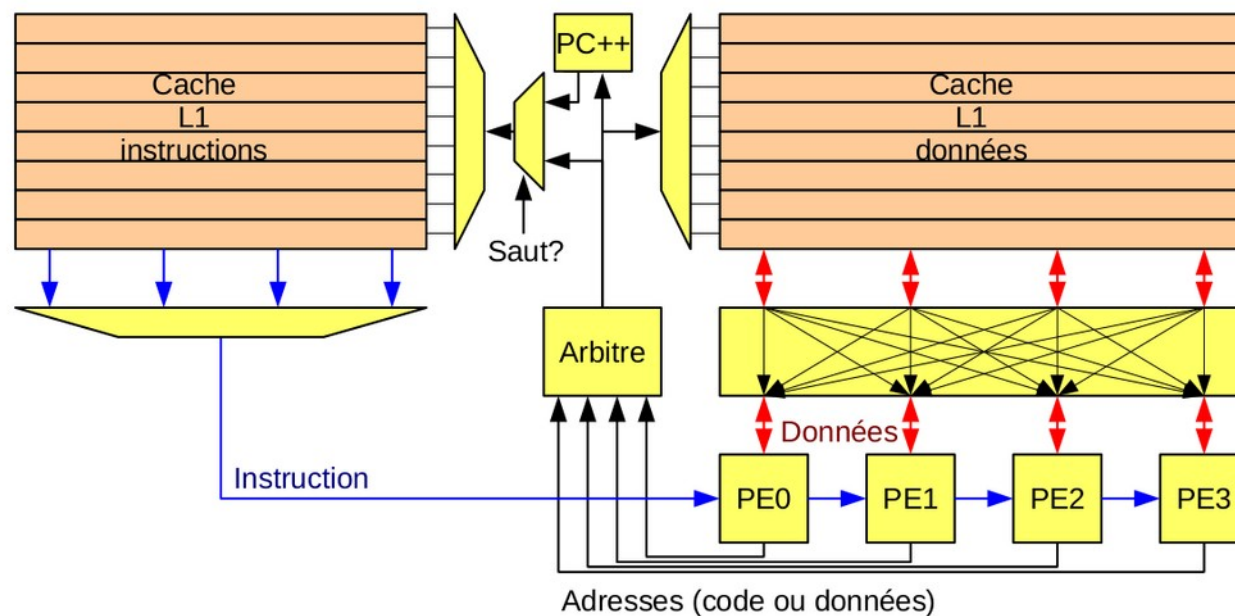 Cache
L1
instructions
PC++
Cache
L1
données
Saut?
Arbitre
Données
Instruction
PE0
PE1
PE2
PE3
Adresses (code ou données)